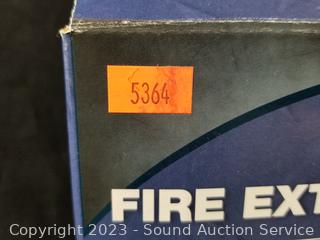 5364
FIRE EXT
Copyright 2023 - Sound Auction Service